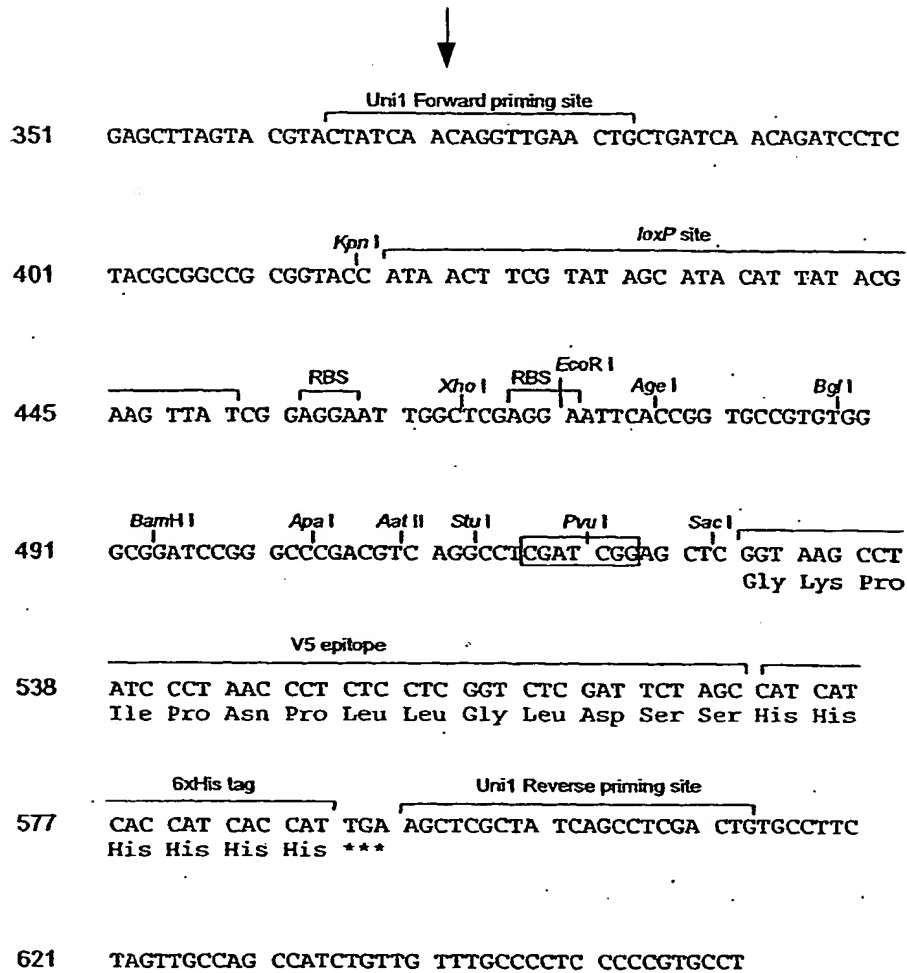 Uni1 Forward priming site
351 GAGCTTAGTA CGTACTATCA ACAGGTTGAA CTGCTGATCA ACAGATCCTC
Kpn I loxP site
401 TACGCGGCCG CGGTACC ATA ACT TCG TAT AGC ATA CAT TAT ACG
RBS Xho I RBS EcoR I Age I Bgl I
445 AAG TTA TCG GAGGAAT TGGCTCGAGG AATTCACCGG TGCCGTGTGG
BamH I Apa I Aat II Stu I Pvu I Sac I
491 GCGGATCCGG GCCCGACGTC AGGCCTCGAT CGGAG CTC GGT AAG CCT
Gly Lys Pro
V5 epitope
538 ATC CCT AAC CCT CTC CTC GGT CTC GAT TCT AGC CAT CAT
Ile Pro Asn Pro Leu Leu Gly Leu Asp Ser Ser His His
6xHis tag Uni1 Reverse priming site
577 CAC CAT CAC CAT TGA AGCTCGCTA TCAGCCTCGA CTGTGCCTTC
His His His His ***
621 TAGTTGCCAG CCATCTGTTG TTTGCCCCTC CCCCGTGCCT